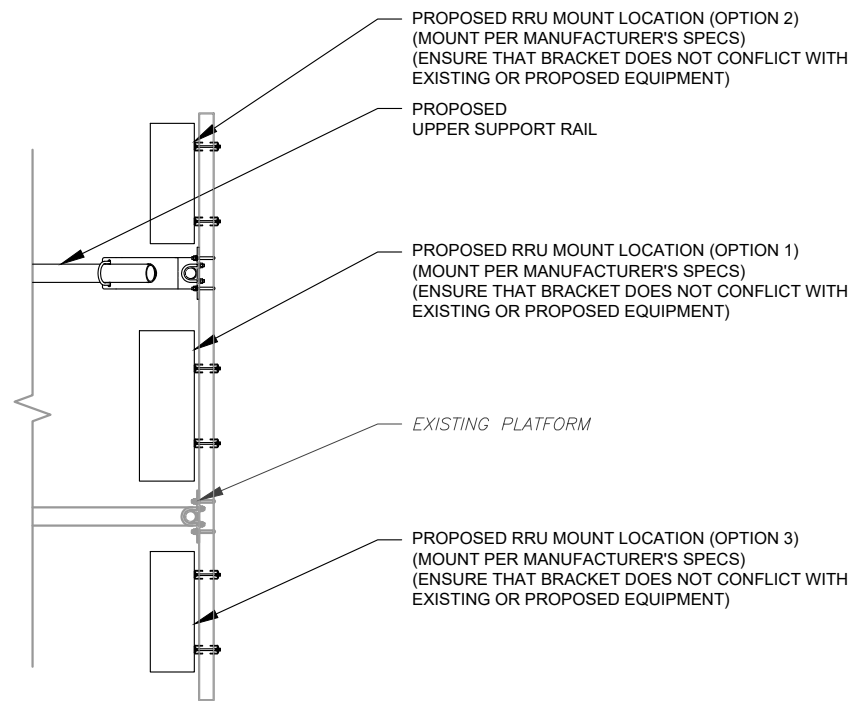 PROPOSED RRU MOUNT LOCATION (OPTION 2)
(MOUNT PER MANUFACTURER'S SPECS)
(ENSURE THAT BRACKET DOES NOT CONFLICT WITH
EXISTING OR PROPOSED EQUIPMENT)
PROPOSED
UPPER SUPPORT RAIL
PROPOSED RRU MOUNT LOCATION (OPTION 1)
(MOUNT PER MANUFACTURER'S SPECS)
(ENSURE THAT BRACKET DOES NOT CONFLICT WITH
EXISTING OR PROPOSED EQUIPMENT)
EXISTING PLATFORM
PROPOSED RRU MOUNT LOCATION (OPTION 3)
(MOUNT PER MANUFACTURER'S SPECS)
(ENSURE THAT BRACKET DOES NOT CONFLICT WITH
EXISTING OR PROPOSED EQUIPMENT)